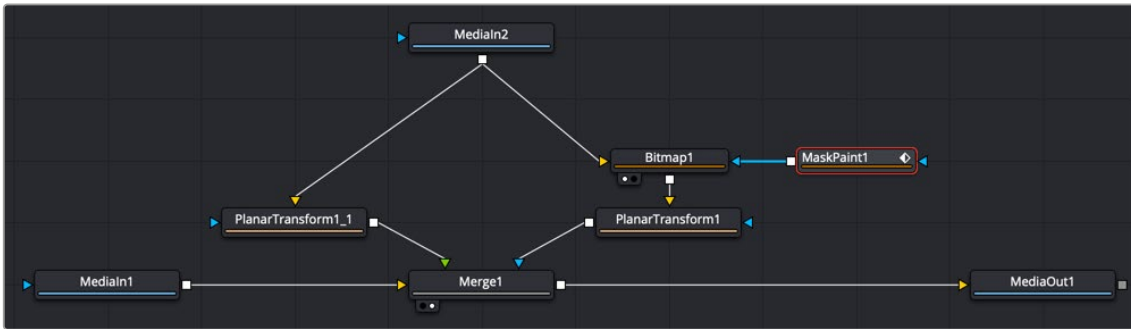 MediaIn2
Bitmap1
MaskPaint1
PlanarTransform1_1
PlanarTransform1
MediaIn1
Merge1
MediaOut1